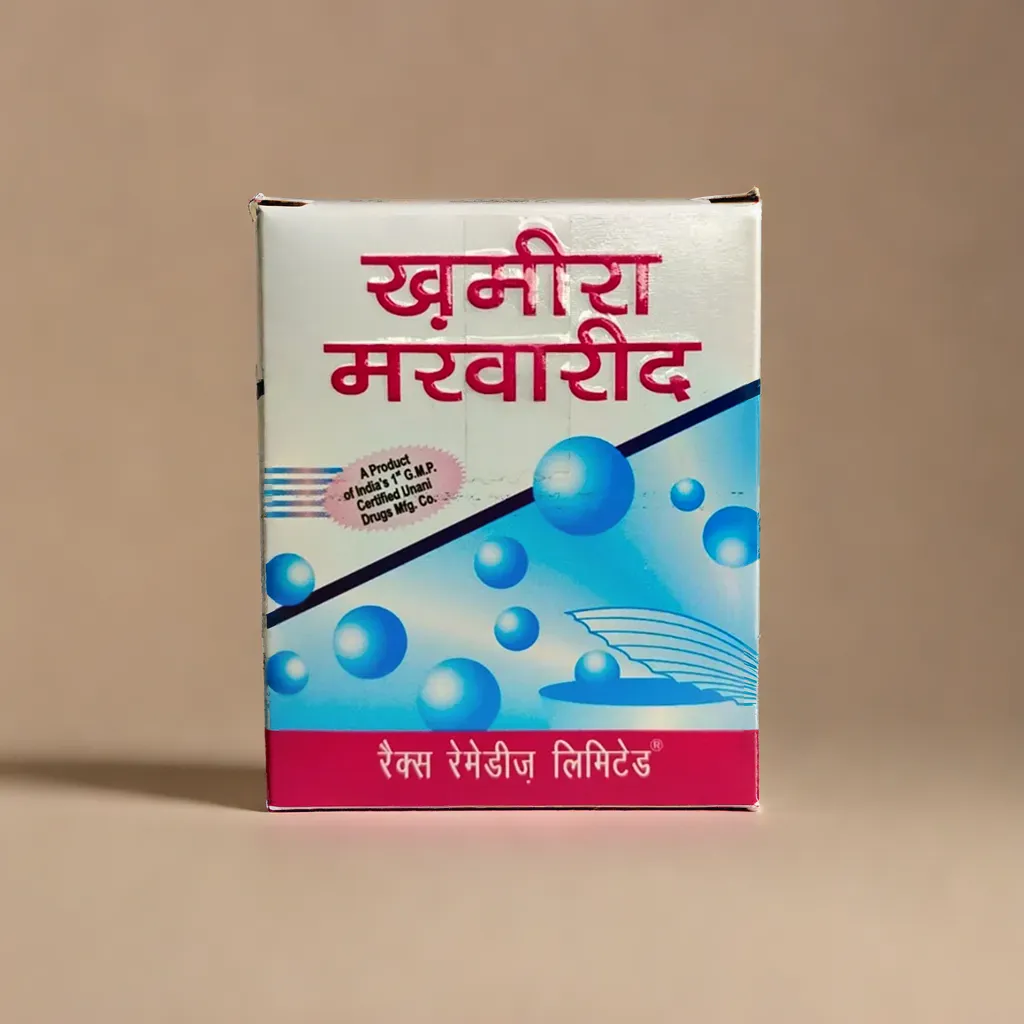 ख़मीरा
मरवारीद
A Product
of India's 1st G.M.P.
Certified Unani
Drugs Mfg. Co.
रैक्स रेमेडीज़ लिमिटेड®